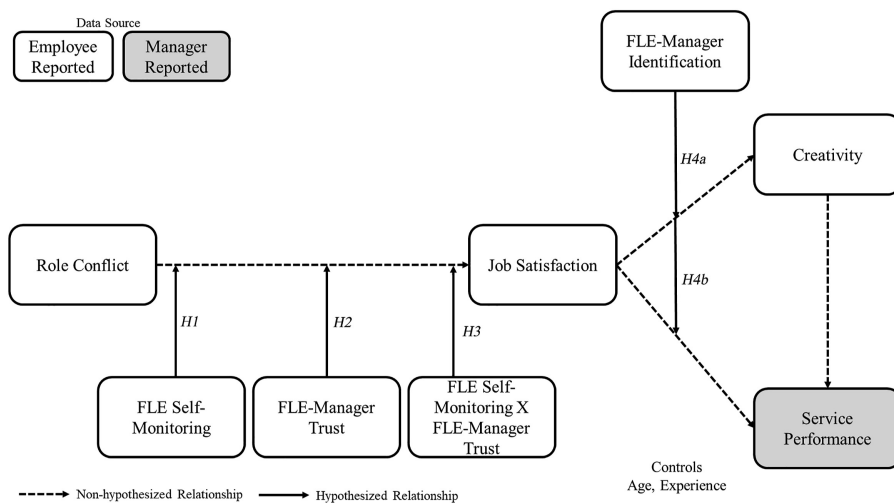 Data Source
Employee
Reported
Manager
Reported
FLE-Manager
Identification
H4a
Creativity
Role Conflict
Job Satisfaction
H4b
H1
H2
H3
FLE Self-
Monitoring
FLE-Manager
Trust
FLE Self-
Monitoring X
FLE-Manager
Trust
Service
Performance
Controls
Age, Experience
Non-hypothesized Relationship
Hypothesized Relationship